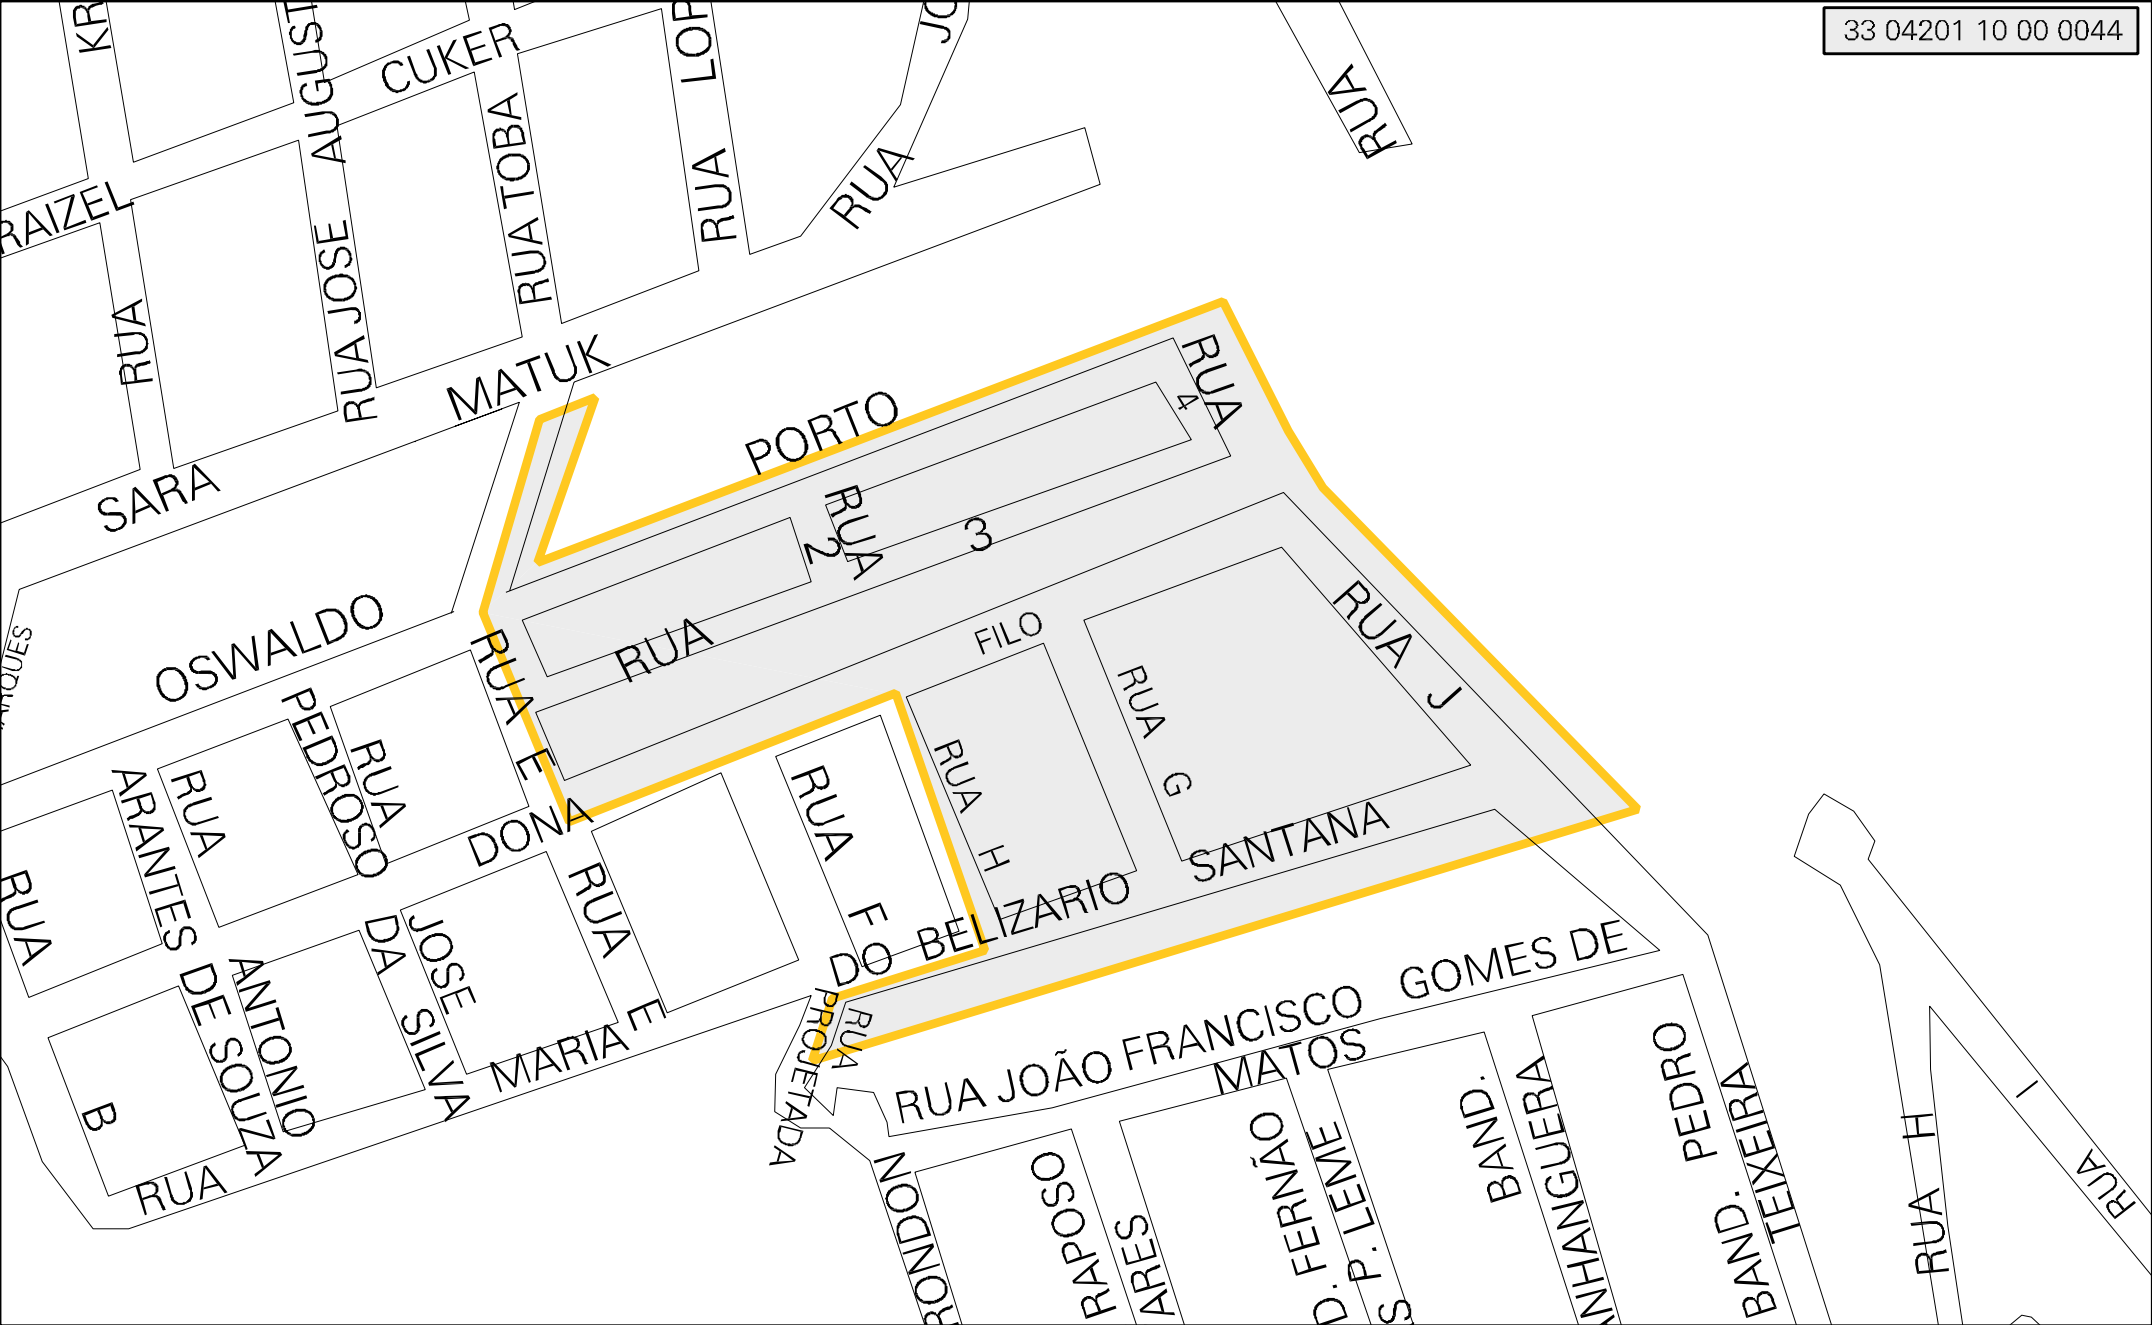 33 04201 10 00 0044
KR
AUGUST
CUKER
LOP
JO
RUA
RUA TOBA
RUA
RUA
RAIZEL
RUA
RUA JOSE
MATUK
SARA
PORTO
RUA
4
RUA
2
3
RUA
OSWALDO
FILO
RUA
J
RUA
G
RUA
E
PEDROSO
RUA
ARANTES
RUA
DONA
RUA
H
RUA
F
RUA
E
SANTANA
BELIZARIO
DO
RUA
DE SOUZA
ANTONIO
DA
SILVA
JOSE
MARIA
B
RUA
PROJETADA
RUA
RUA JOÃO FRANCISCO
GOMES DE
MATOS
RONDON
RAPOSO
ARES
D. FERNÃO
S P. LEME
BAND.
NHANGUERA
PEDRO
BAND.
TEIXEIRA
RUA H
I
RUA